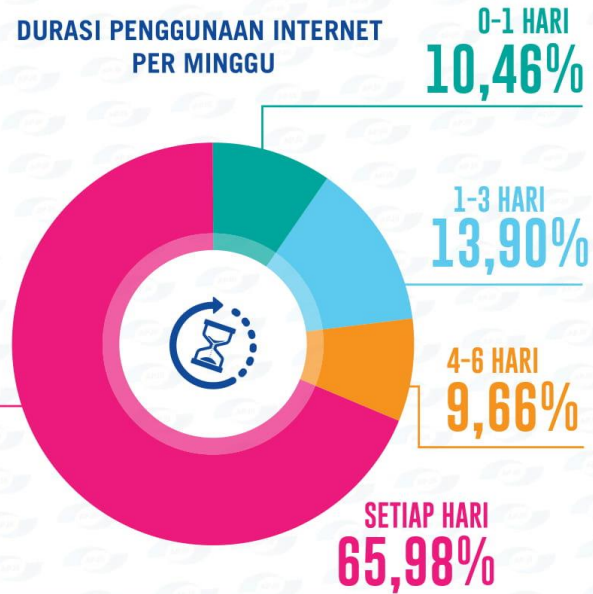 DURASI PENGGUNAAN INTERNET
PER MINGGU
0-1 HARI
10,46%
1-3 HARI
13,90%
4-6 HARI
9,66%
SETIAP HARI
65,98%